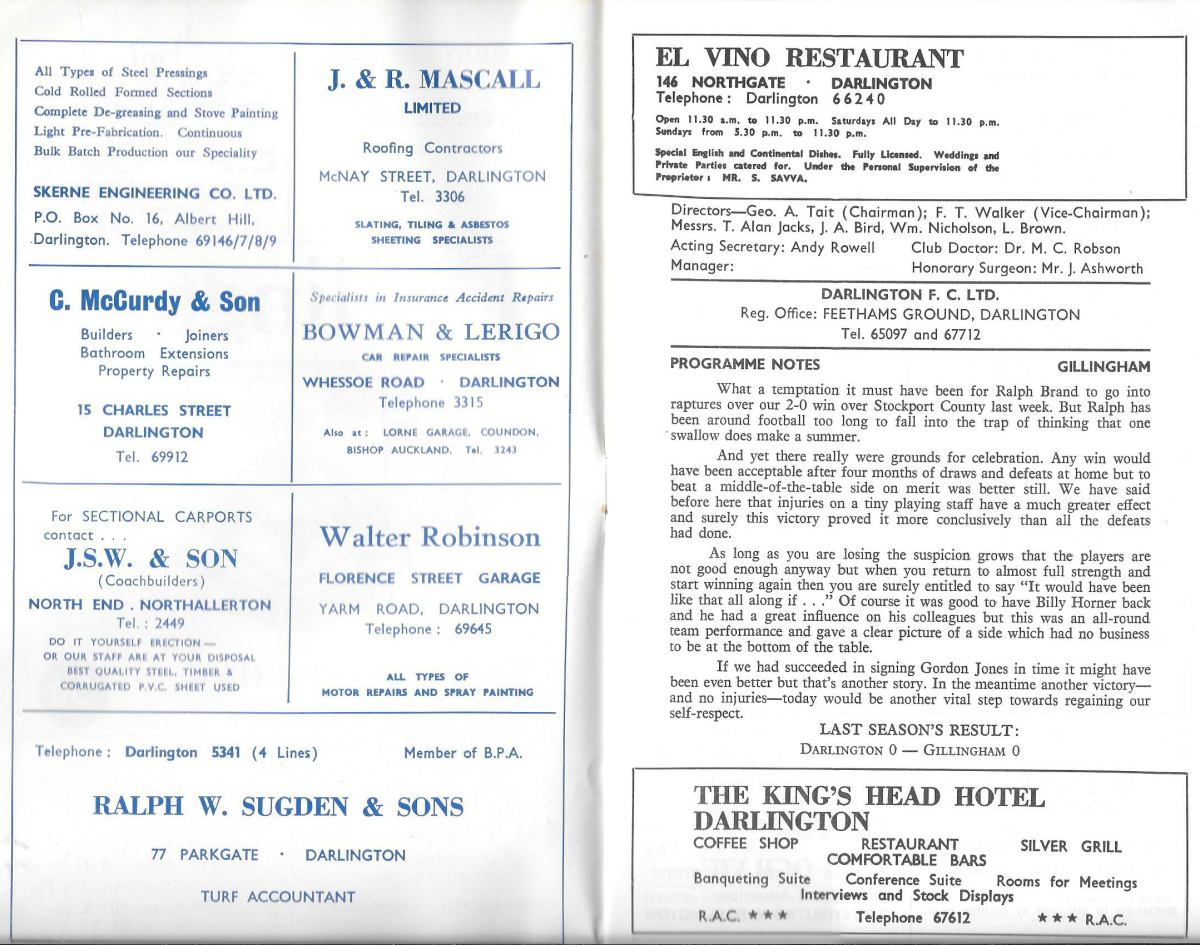 All Types of Steel Pressings
Cold Rolled Formed Sections
Complete De-greasing and Stove Painting
Light Pre-Fabrication. Continuous
Bulk Batch Production our Speciality
SKERNE ENGINEERING CO. LTD.
P.O. Box No. 16, Albert Hill,
Darlington. Telephone 69146/7/8/9
J. & R. MASCALL
LIMITED
Roofing Contractors
McNAY STREET, DARLINGTON
Tel. 3306
SLATING, TILING & ASBESTOS
SHEETING SPECIALISTS
C. McCurdy & Son
Builders · Joiners
Bathroom Extensions
Property Repairs
15 CHARLES STREET
DARLINGTON
Tel. 69912
Specialists in Insurance Accident Repairs
BOWMAN & LERIGO
CAR REPAIR SPECIALISTS
WHESSOE ROAD · DARLINGTON
Telephone 3315
Also at : LORNE GARAGE, COUNDON,
BISHOP AUCKLAND. Tel. 3243
For SECTIONAL CARPORTS
contact . . .
J.S.W. & SON
(Coachbuilders)
NORTH END . NORTHALLERTON
Tel. : 2449
DO IT YOURSELF ERECTION —
OR OUR STAFF ARE AT YOUR DISPOSAL
BEST QUALITY STEEL, TIMBER &
CORRUGATED P.V.C. SHEET USED
Walter Robinson
FLORENCE STREET GARAGE
YARM ROAD, DARLINGTON
Telephone : 69645
ALL TYPES OF
MOTOR REPAIRS AND SPRAY PAINTING
Telephone : Darlington 5341 (4 Lines) Member of B.P.A.
RALPH W. SUGDEN & SONS
77 PARKGATE · DARLINGTON
TURF ACCOUNTANT
EL VINO RESTAURANT
146 NORTHGATE · DARLINGTON
Telephone : Darlington 66240
Open 11.30 a.m. to 11.30 p.m. Saturdays All Day to 11.30 p.m.
Sundays from 5.30 p.m. to 11.30 p.m.
Special English and Continental Dishes. Fully Licensed. Weddings and
Private Parties catered for. Under the Personal Supervision of the
Proprietor : MR. S. SAVVA.
Directors—Geo. A. Tait (Chairman); F. T. Walker (Vice-Chairman);
Messrs. T. Alan Jacks, J. A. Bird, Wm. Nicholson, L. Brown.
Acting Secretary: Andy Rowell Club Doctor: Dr. M. C. Robson
Manager: Honorary Surgeon: Mr. J. Ashworth
DARLINGTON F. C. LTD.
Reg. Office: FEETHAMS GROUND, DARLINGTON
Tel. 65097 and 67712
PROGRAMME NOTES GILLINGHAM
What a temptation it must have been for Ralph Brand to go into
raptures over our 2-0 win over Stockport County last week. But Ralph has
been around football too long to fall into the trap of thinking that one
swallow does make a summer.
And yet there really were grounds for celebration. Any win would
have been acceptable after four months of draws and defeats at home but to
beat a middle-of-the-table side on merit was better still. We have said
before here that injuries on a tiny playing staff have a much greater effect
and surely this victory proved it more conclusively than all the defeats
had done.
As long as you are losing the suspicion grows that the players are
not good enough anyway but when you return to almost full strength and
start winning again then you are surely entitled to say "It would have been
like that all along if . . ." Of course it was good to have Billy Horner back
and he had a great influence on his colleagues but this was an all-round
team performance and gave a clear picture of a side which had no business
to be at the bottom of the table.
If we had succeeded in signing Gordon Jones in time it might have
been even better but that's another story. In the meantime another victory—
and no injuries—today would be another vital step towards regaining our
self-respect.
LAST SEASON'S RESULT:
DARLINGTON 0 — GILLINGHAM 0
THE KING'S HEAD HOTEL
DARLINGTON
COFFEE SHOP RESTAURANT SILVER GRILL
COMFORTABLE BARS
Banqueting Suite Conference Suite Rooms for Meetings
Interviews and Stock Displays
R.A.C. ★ ★ ★ Telephone 67612 ★ ★ ★ R.A.C.